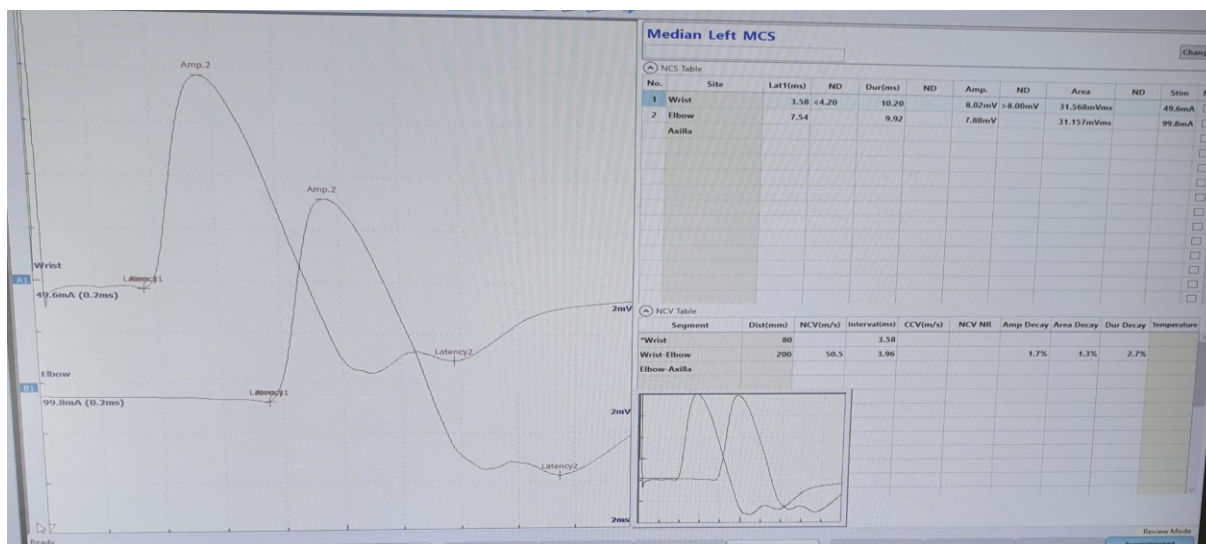 Median Left MCS
Chang
NCS Table
No. Site Lat1(ms) ND Dur(ms) ND Amp. ND Area ND Stim
1 Wrist 3.58 <4.20 10.20 8.02mV >8.00mV 31.568mVms 49.6mA
2 Elbow 7.54 9.92 7.88mV 31.157mVms 99.8mA
Axilla
Amp.2
Amp.2
Wrist
A1
49.6mA (0.2ms)
2mV
Latency2
Elbow
B1
99.8mA (0.2ms)
2mV
Latency2
2ms
NCV Table
Segment Dist(mm) NCV(m/s) Interval(ms) CCV(m/s) NCV NR Amp Decay Area Decay Dur Decay Temperature
*Wrist 80 3.58
Wrist-Elbow 200 50.5 3.96 1.7% 1.3% 2.7%
Elbow-Axilla
Review Mode
Ready